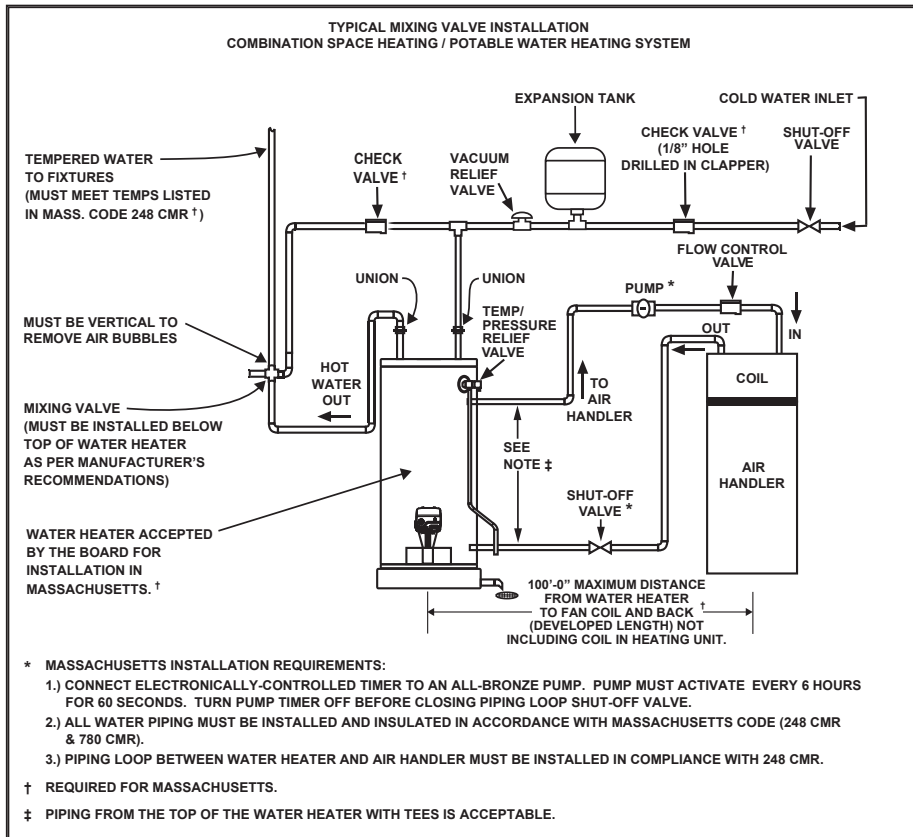 TYPICAL MIXING VALVE INSTALLATION
COMBINATION SPACE HEATING / POTABLE WATER HEATING SYSTEM
EXPANSION TANK
COLD WATER INLET
TEMPERED WATER
TO FIXTURES
(MUST MEET TEMPS LISTED
IN MASS. CODE 248 CMR †)
CHECK
VALVE †
VACUUM
RELIEF
VALVE
CHECK VALVE †
(1/8” HOLE
DRILLED IN CLAPPER)
SHUT-OFF
VALVE
FLOW CONTROL
VALVE
UNION
UNION
PUMP *
TEMP/
PRESSURE
RELIEF
VALVE
OUT
IN
MUST BE VERTICAL TO
REMOVE AIR BUBBLES
HOT
WATER
OUT
TO
AIR
HANDLER
COIL
MIXING VALVE
(MUST BE INSTALLED BELOW
TOP OF WATER HEATER
AS PER MANUFACTURER’S
RECOMMENDATIONS)
SEE
NOTE ‡
AIR
HANDLER
SHUT-OFF
VALVE *
WATER HEATER ACCEPTED
BY THE BOARD FOR
INSTALLATION IN
MASSACHUSETTS. †
100’-0” MAXIMUM DISTANCE
FROM WATER HEATER
TO FAN COIL AND BACK †
(DEVELOPED LENGTH) NOT
INCLUDING COIL IN HEATING UNIT.
* MASSACHUSETTS INSTALLATION REQUIREMENTS:
1.) CONNECT ELECTRONICALLY-CONTROLLED TIMER TO AN ALL-BRONZE PUMP. PUMP MUST ACTIVATE EVERY 6 HOURS
FOR 60 SECONDS. TURN PUMP TIMER OFF BEFORE CLOSING PIPING LOOP SHUT-OFF VALVE.
2.) ALL WATER PIPING MUST BE INSTALLED AND INSULATED IN ACCORDANCE WITH MASSACHUSETTS CODE (248 CMR
& 780 CMR).
3.) PIPING LOOP BETWEEN WATER HEATER AND AIR HANDLER MUST BE INSTALLED IN COMPLIANCE WITH 248 CMR.
† REQUIRED FOR MASSACHUSETTS.
‡ PIPING FROM THE TOP OF THE WATER HEATER WITH TEES IS ACCEPTABLE.